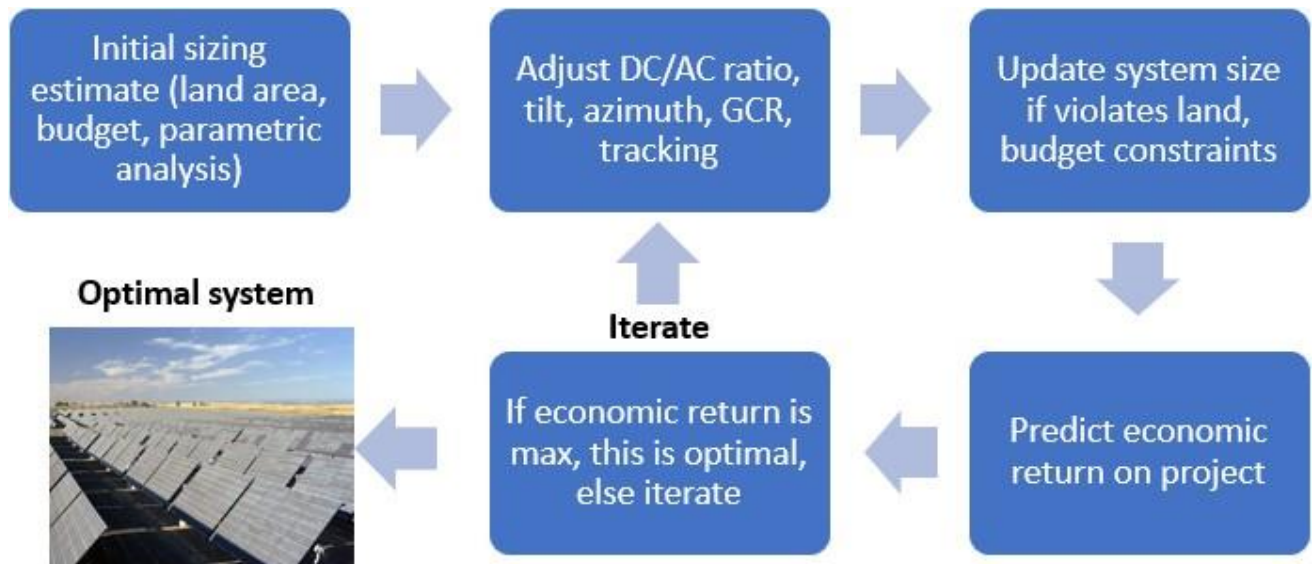 Initial sizing
estimate (land area,
budget, parametric
analysis)
Adjust DC/AC ratio,
tilt, azimuth, GCR,
tracking
Update system size
if violates land,
budget constraints
Predict economic
return on project
Iterate
If economic return is
max, this is optimal,
else iterate
Optimal system